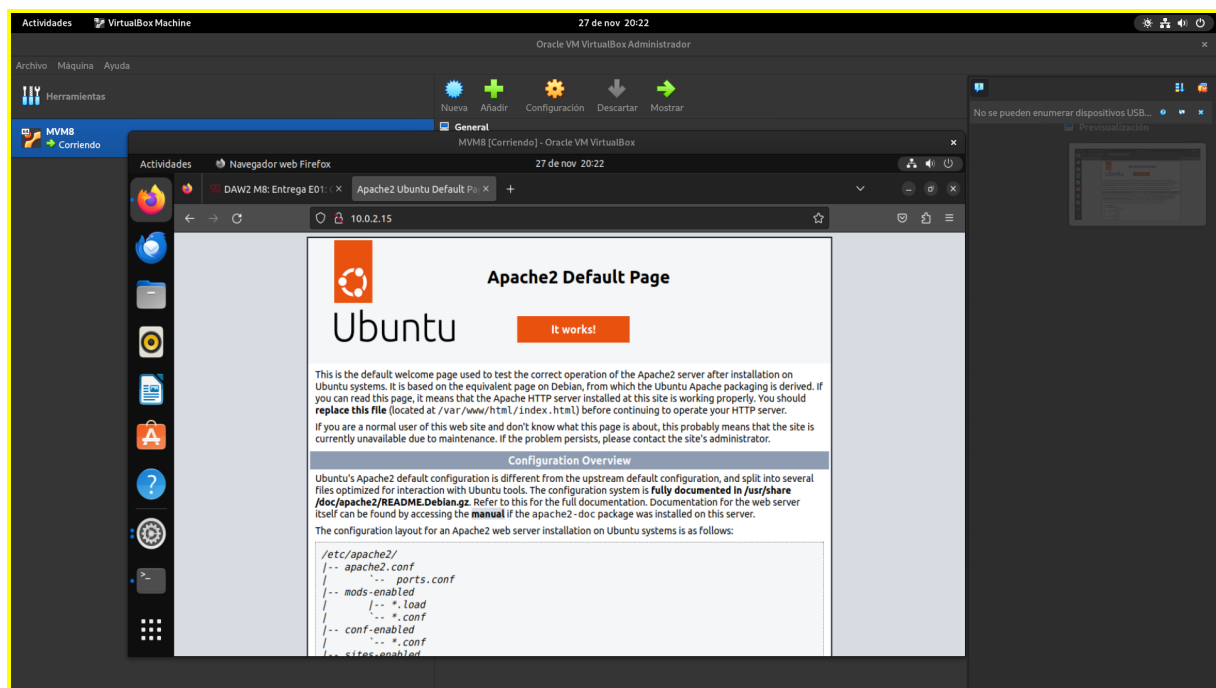 Actividades VirtualBox Machine 27 de nov 20:22
Oracle VM VirtualBox Administrador
Archivo Máquina Ayuda
Herramientas
Nueva Añadir Configuración Descartar Mostrar
No se pueden enumerar dispositivos USB...
MVM8
Corriendo
General
Previsualización
MVM8 [Corriendo] - Oracle VM VirtualBox
Actividades Navegador web Firefox 27 de nov 20:22
DAW2 M8: Entrega E01: Apache2 Ubuntu Default
10.0.2.15
Apache2 Default Page
Ubuntu
It works!
This is the default welcome page used to test the correct operation of the Apache2 server after installation on
Ubuntu systems. It is based on the equivalent page on Debian, from which the Ubuntu Apache packaging is derived. If
you can read this page, it means that the Apache HTTP server installed at this site is working properly. You should
replace this file (located at /var/www/html/index.html) before continuing to operate your HTTP server.
If you are a normal user of this web site and don't know what this page is about, this probably means that the site is
currently unavailable due to maintenance. If the problem persists, please contact the site's administrator.
Configuration Overview
Ubuntu's Apache2 default configuration is different from the upstream default configuration, and split into several
files optimized for interaction with Ubuntu tools. The configuration system is fully documented in /usr/share
/doc/apache2/README.Debian.gz. Refer to this for the full documentation. Documentation for the web server
itself can be found by accessing the manual if the apache2-doc package was installed on this server.
The configuration layout for an Apache2 web server installation on Ubuntu systems is as follows:
/etc/apache2/
|-- apache2.conf
|       `--  ports.conf
|-- mods-enabled
|       |-- *.load
|       `-- *.conf
|-- conf-enabled
|       `-- *.conf
|-- sites-enabled